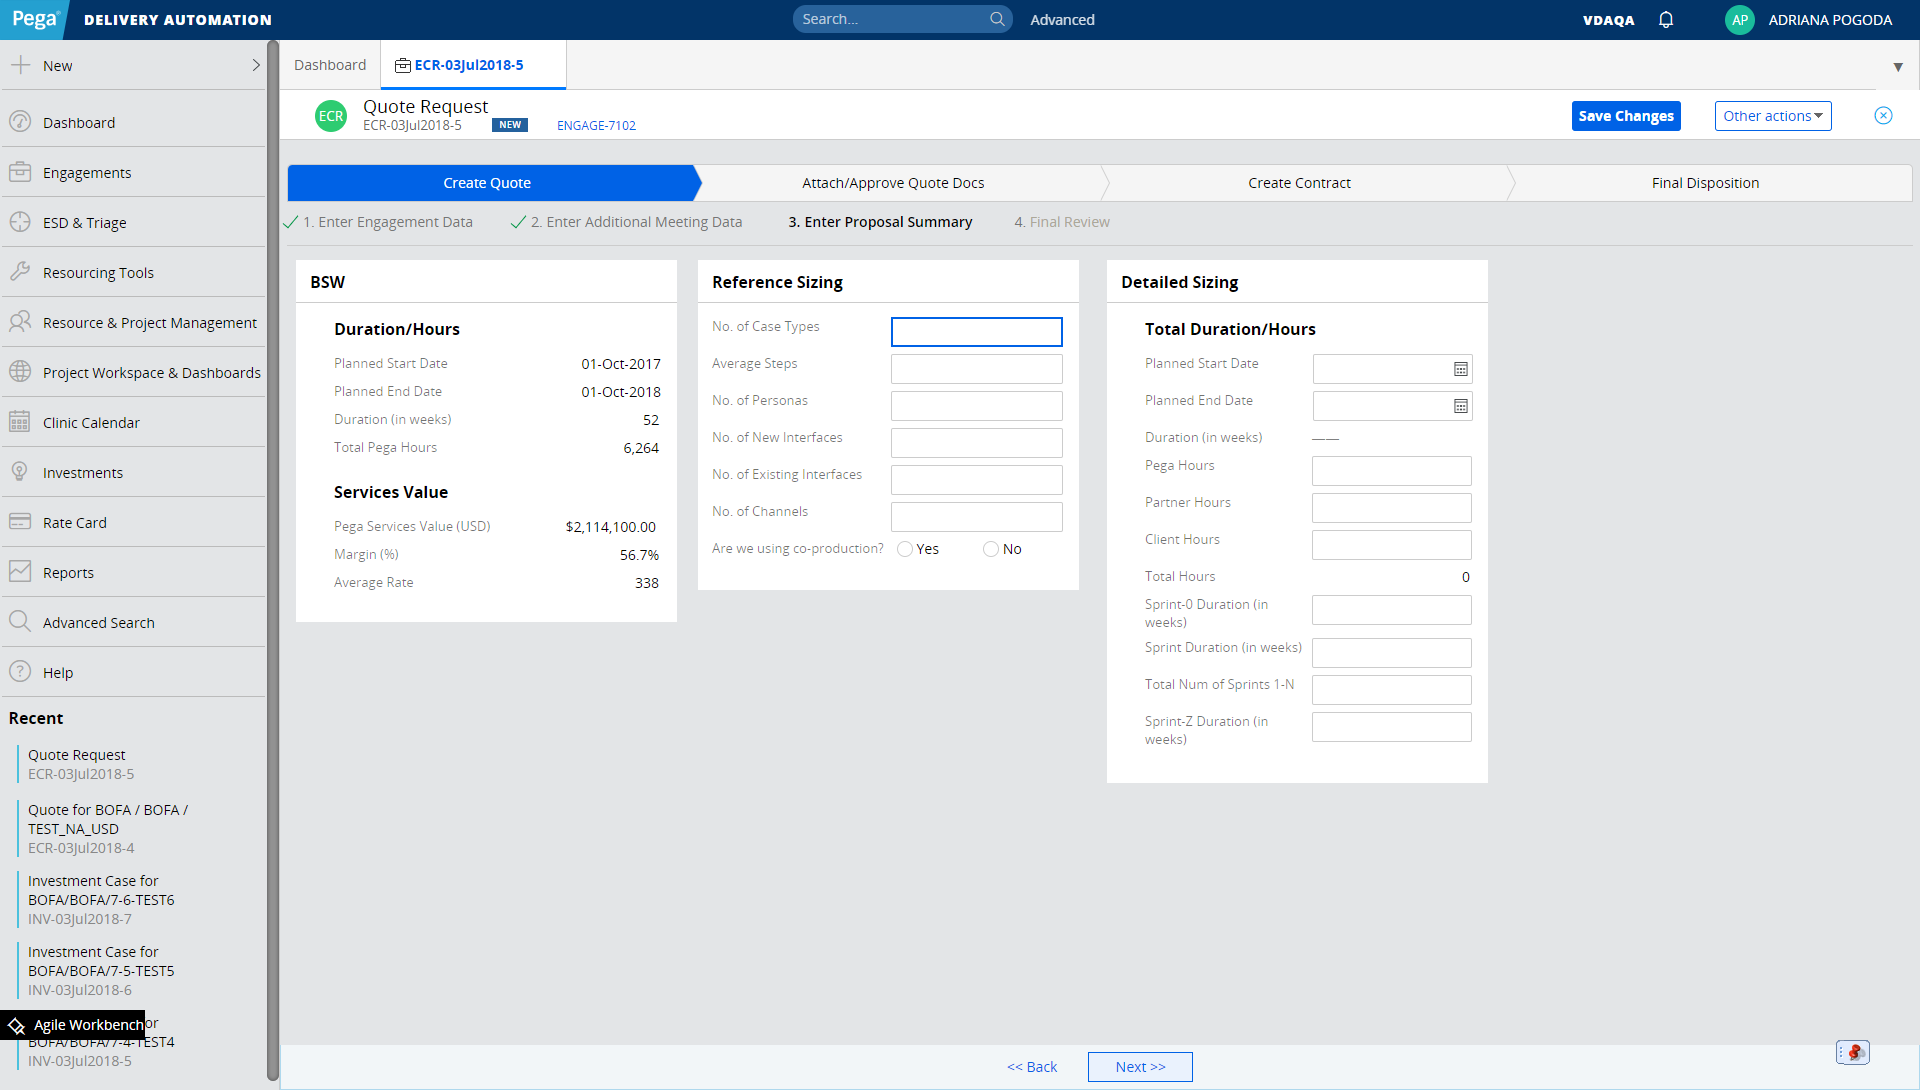 Pega
DELIVERY AUTOMATION
Search...
Advanced
VDAQA
AP
ADRIANA POGODA
New
Dashboard
Engagements
ESD & Triage
Resourcing Tools
Resource & Project Management
Project Workspace & Dashboards
Clinic Calendar
Investments
Rate Card
Reports
Advanced Search
Help
Recent
Quote Request
ECR-03Jul2018-5
Quote for BOFA / BOFA /
TEST_NA_USD
ECR-03Jul2018-4
Investment Case for
BOFA/BOFA/7-6-TEST6
INV-03Jul2018-7
Investment Case for
BOFA/BOFA/7-5-TEST5
INV-03Jul2018-6
Agile Workbench
or
BOFA/BOFA/7-4-TEST4
INV-03Jul2018-5
Dashboard
ECR-03Jul2018-5
ECR
Quote Request
ECR-03Jul2018-5
NEW
ENGAGE-7102
Save Changes
Other actions
Create Quote
Attach/Approve Quote Docs
Create Contract
Final Disposition
1. Enter Engagement Data
2. Enter Additional Meeting Data
3. Enter Proposal Summary
4. Final Review
BSW
Duration/Hours
Planned Start Date 01-Oct-2017
Planned End Date 01-Oct-2018
Duration (in weeks) 52
Total Pega Hours 6,264
Services Value
Pega Services Value (USD) $2,114,100.00
Margin (%) 56.7%
Average Rate 338
Reference Sizing
No. of Case Types
Average Steps
No. of Personas
No. of New Interfaces
No. of Existing Interfaces
No. of Channels
Are we using co-production? Yes No
Detailed Sizing
Total Duration/Hours
Planned Start Date
Planned End Date
Duration (in weeks) ——
Pega Hours
Partner Hours
Client Hours
Total Hours 0
Sprint-0 Duration (in
weeks)
Sprint Duration (in weeks)
Total Num of Sprints 1-N
Sprint-Z Duration (in
weeks)
<< Back
Next >>